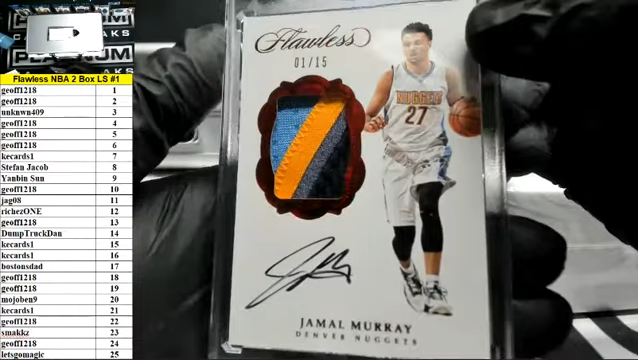 PLATINUM
AKS
Flawless NBA 2 Box LS #1
geoff1218 1
geoff1218 2
unknwn409 3
geoff1218 4
geoff1218 5
geoff1218 6
kecards1 7
Stefan Jacob 8
Yanbin Sun 9
geoff1218 10
jag08 11
richezONE 12
geoff1218 13
DumpTruckDan 14
kecards1 15
kecards1 16
bostonsdad 17
geoff1218 18
geoff1218 19
mojoben9 20
kecards1 21
geoff1218 22
smakkz 23
geoff1218 24
letsgomagic 25
Flawless
01/15
NUGGETS
27
JAMAL MURRAY
DENVER NUGGETS